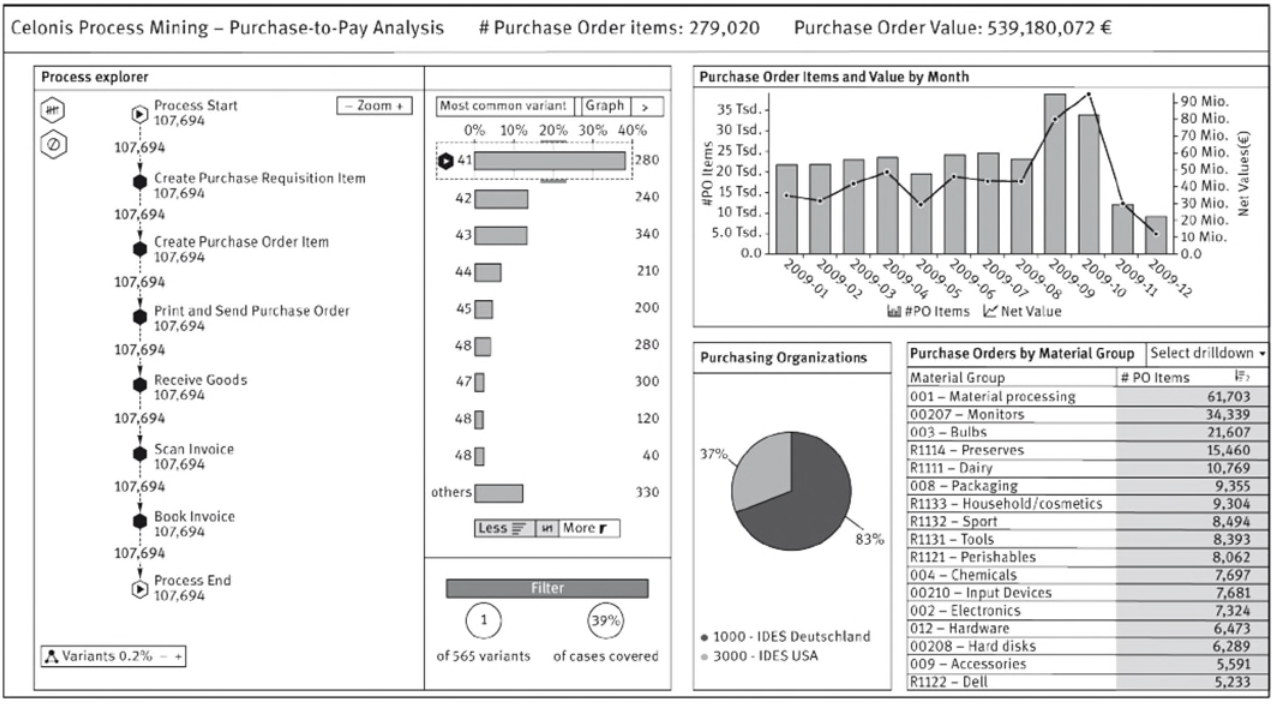 Celonis Process Mining – Purchase-to-Pay Analysis # Purchase Order items: 279,020 Purchase Order Value: 539,180,072 €
Process explorer
– Zoom +
Process Start
107,694
107,694
Create Purchase Requisition Item
107,694
107,694
Create Purchase Order Item
107,694
107,694
Print and Send Purchase Order
107,694
107,694
Receive Goods
107,694
107,694
Scan Invoice
107,694
107,694
Book Invoice
107,694
107,694
Process End
107,694
Variants 0.2% – +
Most common variant Graph >
0% 10% 20% 30% 40%
41 280
42 240
43 340
44 210
45 200
48 280
47 300
48 120
48 40
others 330
Less More
Filter
1 39%
of 565 variants of cases covered
Purchase Order Items and Value by Month
#PO Items
35 Tsd.
30 Tsd.
25 Tsd.
20 Tsd.
15 Tsd.
10 Tsd.
5.0 Tsd.
0.0
90 Mio.
80 Mio.
70 Mio.
60 Mio.
50 Mio.
40 Mio.
30 Mio.
20 Mio.
10 Mio.
0.0
Net Values(€)
2009-01 2009-02 2009-03 2009-04 2009-05 2009-06 2009-07 2009-08 2009-09 2009-10 2009-11 2009-12
#PO Items Net Value
Purchasing Organizations
37%
83%
1000 - IDES Deutschland
3000 - IDES USA
Purchase Orders by Material Group Select drilldown
Material Group # PO Items
001 – Material processing 61,703
00207 – Monitors 34,339
003 – Bulbs 21,607
R1114 – Preserves 15,460
R1111 – Dairy 10,769
008 – Packaging 9,355
R1133 – Household/cosmetics 9,304
R1132 – Sport 8,494
R1131 – Tools 8,393
R1121 – Perishables 8,062
004 – Chemicals 7,697
00210 – Input Devices 7,681
002 – Electronics 7,324
012 – Hardware 6,473
00208 – Hard disks 6,289
009 – Accessories 5,591
R1122 – Dell 5,233